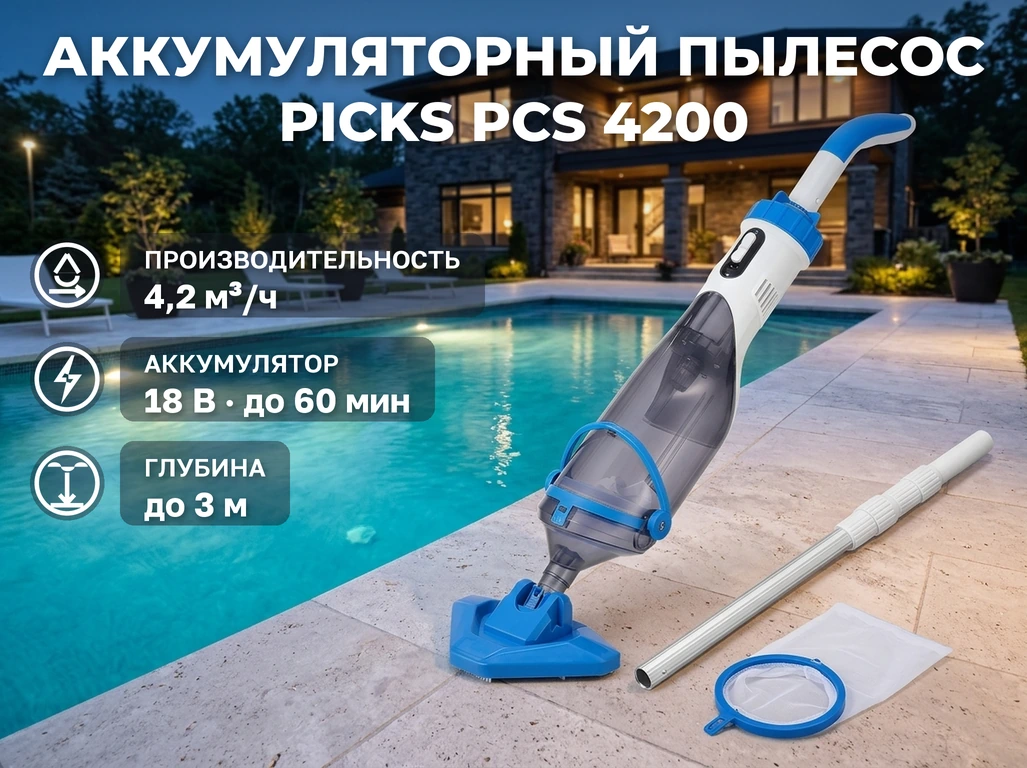 АККУМУЛЯТОРНЫЙ ПЫЛЕСОС
PICKS PCS 4200
ПРОИЗВОДИТЕЛЬНОСТЬ
4,2 м³/ч
АККУМУЛЯТОР
18 В · до 60 мин
ГЛУБИНА
до 3 м